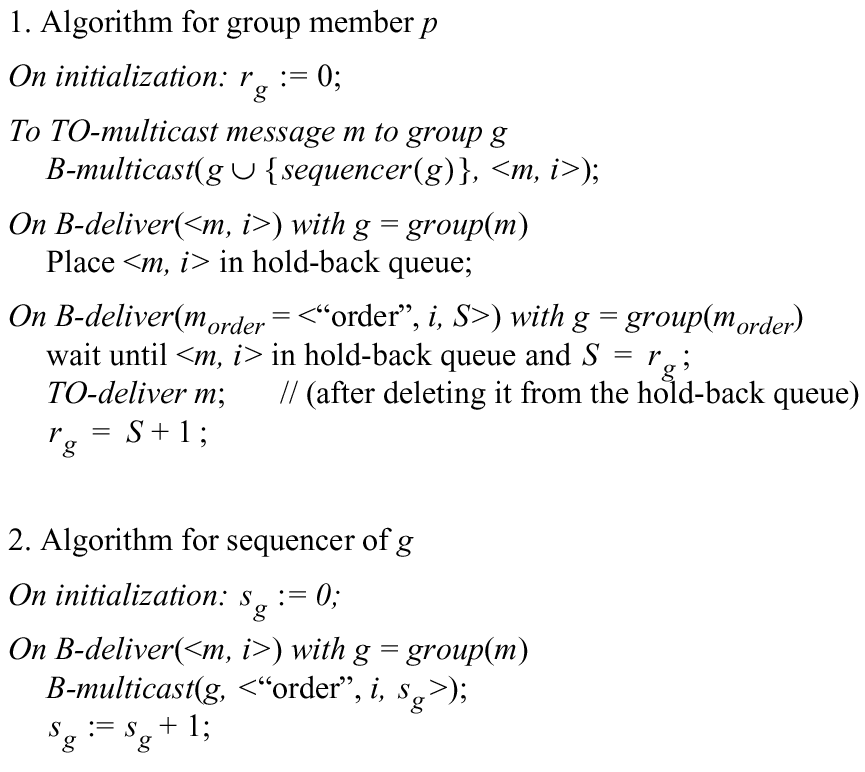 1. Algorithm for group member p
On initialization: r_g := 0;
To TO-multicast message m to group g
B-multicast(g ∪ {sequencer(g)}, <m, i>);
On B-deliver(<m, i>) with g = group(m)
Place <m, i> in hold-back queue;
On B-deliver(m_order = <“order”, i, S>) with g = group(m_order)
wait until <m, i> in hold-back queue and S = r_g;
TO-deliver m; // (after deleting it from the hold-back queue)
r_g = S + 1;
2. Algorithm for sequencer of g
On initialization: s_g := 0;
On B-deliver(<m, i>) with g = group(m)
B-multicast(g, <“order”, i, s_g>);
s_g := s_g + 1;